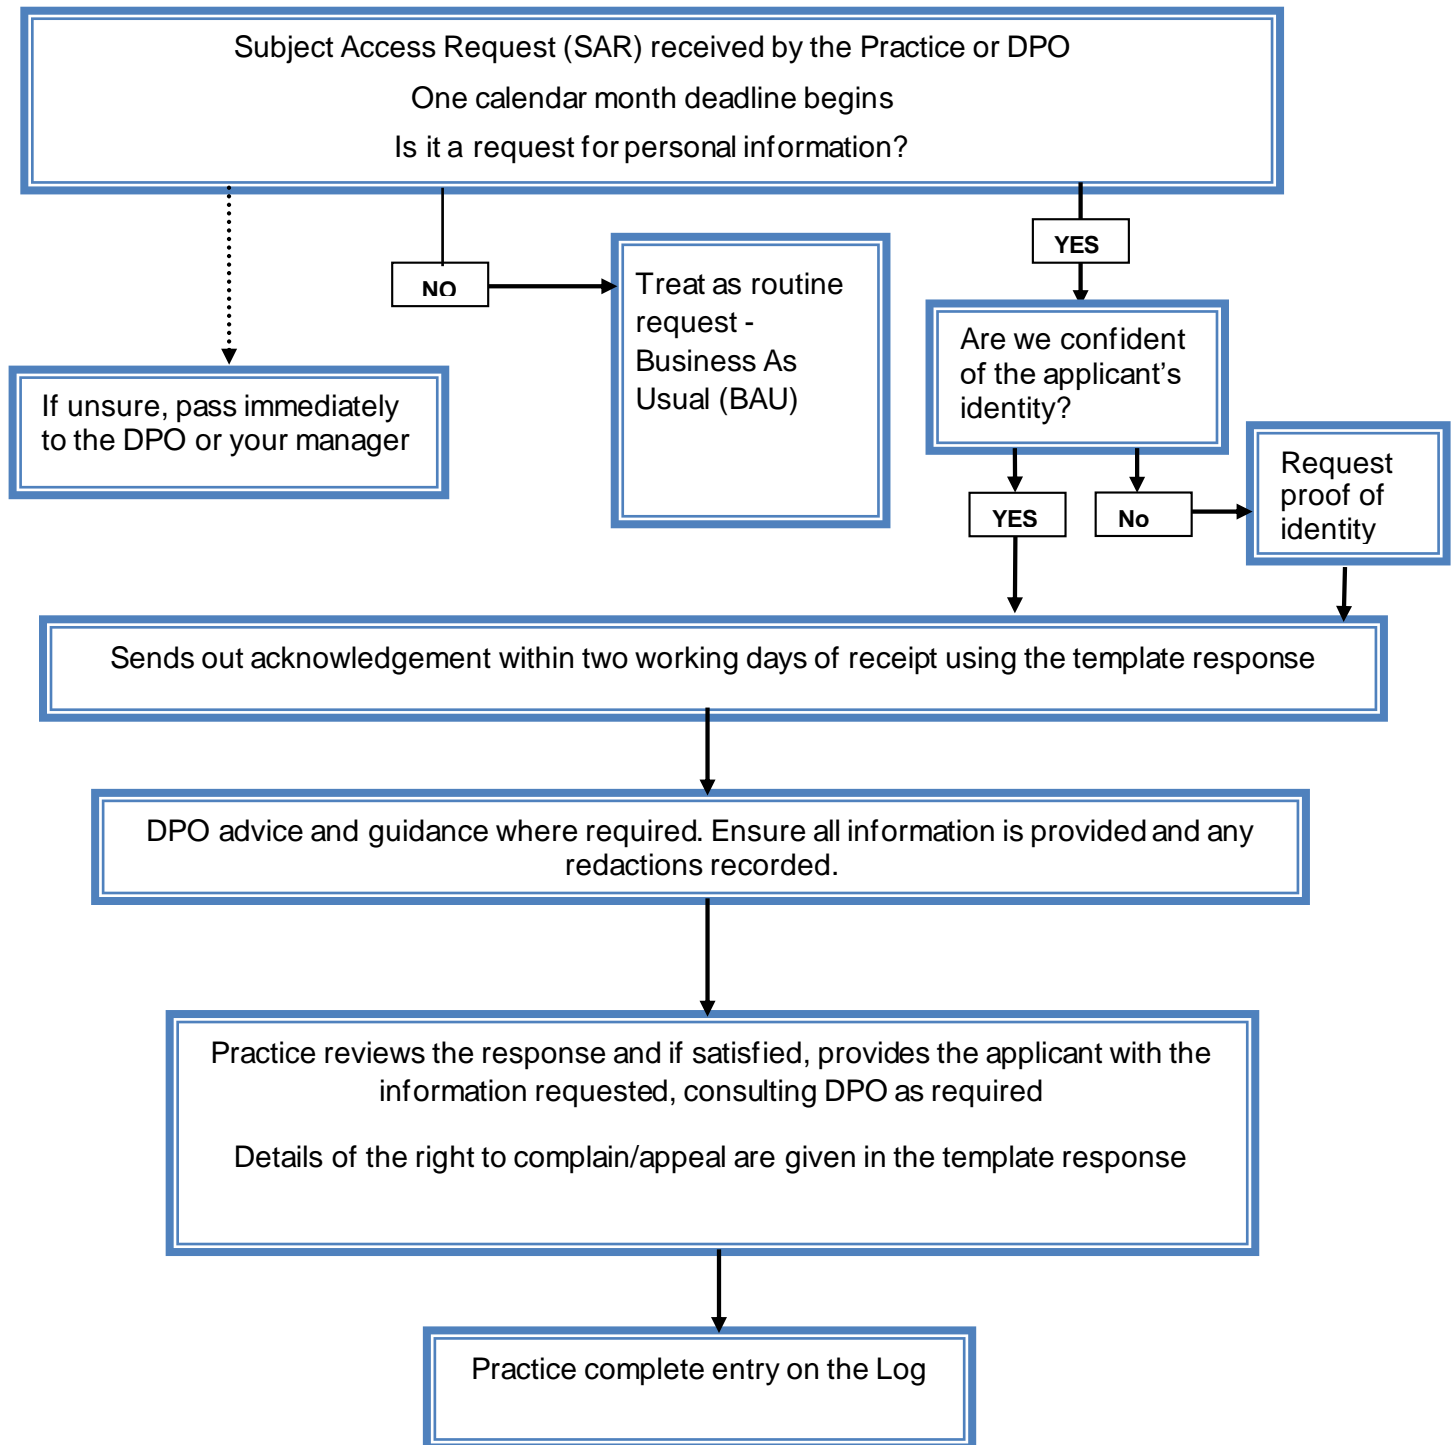 Subject Access Request (SAR) received by the Practice or DPO
One calendar month deadline begins
Is it a request for personal information?
YES
NO
Treat as routine
request -
Business As
Usual (BAU)
Are we confident
of the applicant’s
identity?
If unsure, pass immediately
to the DPO or your manager
Request
proof of
identity
YES
No
Sends out acknowledgement within two working days of receipt using the template response
DPO advice and guidance where required. Ensure all information is provided and any
redactions recorded.
Practice reviews the response and if satisfied, provides the applicant with the
information requested, consulting DPO as required
Details of the right to complain/appeal are given in the template response
Practice complete entry on the Log